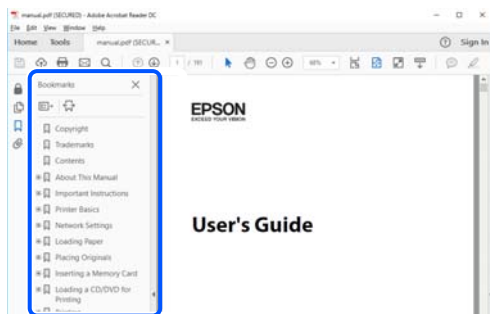 manual.pdf (SECURED) - Adobe Acrobat Reader DC
File Edit View Window Help
Home Tools manual.pdf (SECUR... × Sign In
1 / 191
Bookmarks
Copyright
Trademarks
Contents
About This Manual
Important Instructions
Printer Basics
Network Settings
Loading Paper
Placing Originals
Inserting a Memory Card
Loading a CD/DVD for
Printing
EPSON
EXCEED YOUR VISION
User's Guide